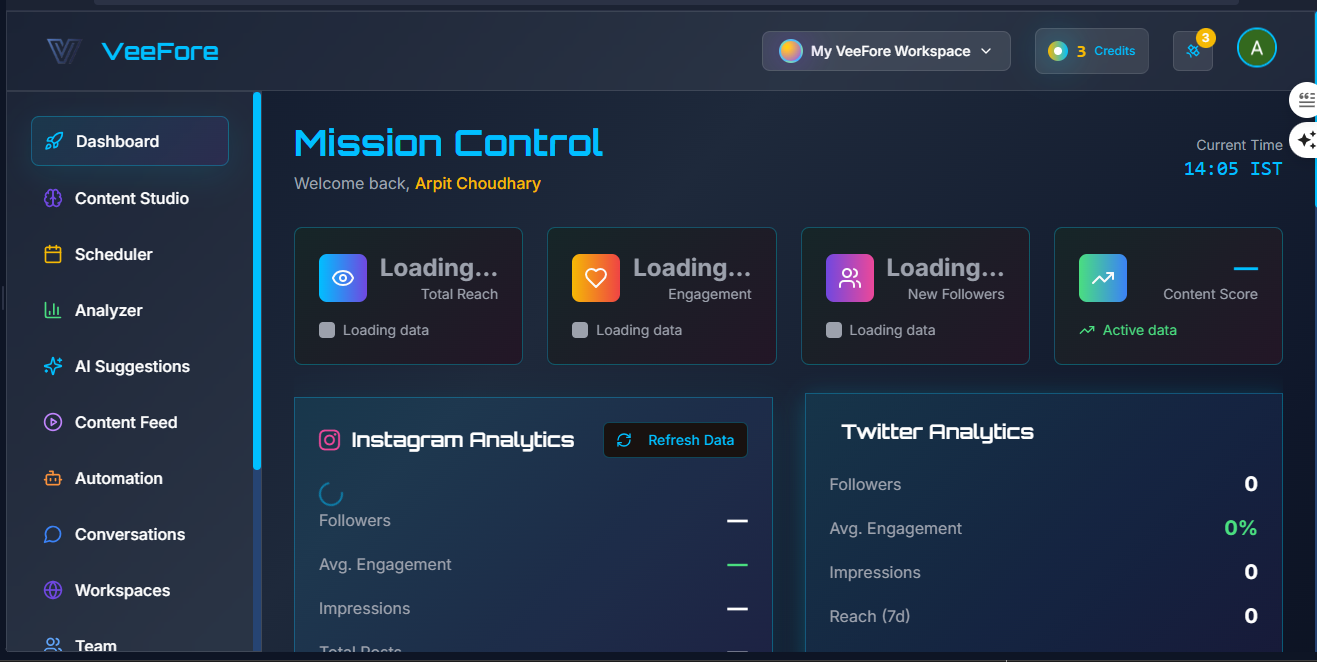 VeeFore
My VeeFore Workspace
3 Credits
3
A
Dashboard
Content Studio
Scheduler
Analyzer
AI Suggestions
Content Feed
Automation
Conversations
Workspaces
Team
Mission Control
Welcome back, Arpit Choudhary
Current Time
14:05 IST
Loading...
Total Reach
Loading data
Loading...
Engagement
Loading data
Loading...
New Followers
Loading data
—
Content Score
Active data
Instagram Analytics
Refresh Data
Followers —
Avg. Engagement —
Impressions —
Total Posts —
Twitter Analytics
Followers 0
Avg. Engagement 0%
Impressions 0
Reach (7d) 0